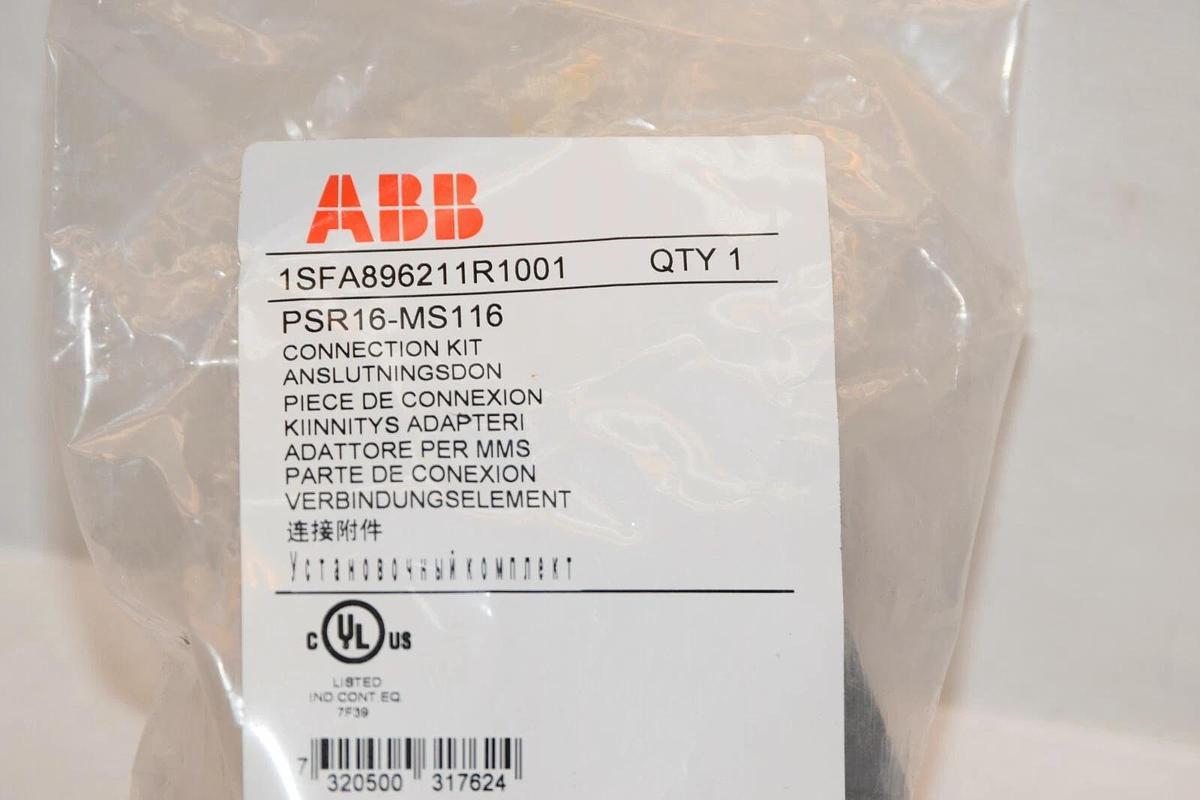 ABB
1SFA896211R1001 QTY 1
PSR16-MS116
CONNECTION KIT
ANSLUTNINGSDON
PIECE DE CONNEXION
KIINNITYS ADAPTERI
ADATTORE PER MMS
PARTE DE CONEXION
VERBINDUNGSELEMENT
连接附件
Установочный комплект
C UL US
LISTED
IND.CONT.EQ.
7F39
7 320500 317624